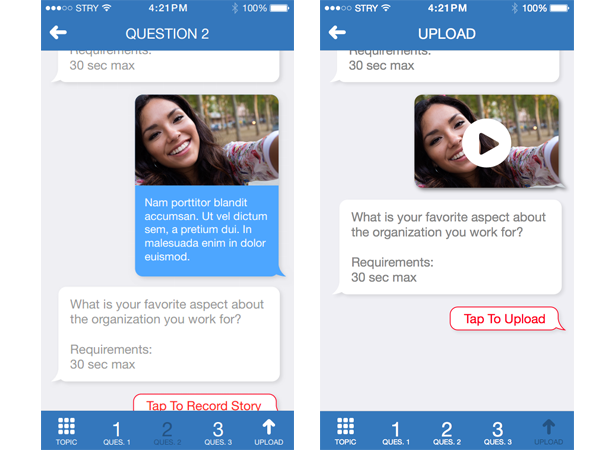 STRY 4:21PM 100%
QUESTION 2
Requirements:
30 sec max
Nam porttitor blandit
accumsan. Ut vel dictum
sem, a pretium dui. In
malesuada enim in dolor
euismod.
What is your favorite aspect about
the organization you work for?
Requirements:
30 sec max
Tap To Record Story
TOPIC
1
QUES. 1
2
QUES. 2
3
QUES. 3
UPLOAD
STRY 4:21PM 100%
UPLOAD
Requirements:
30 sec max
What is your favorite aspect about
the organization you work for?
Requirements:
30 sec max
Tap To Upload
TOPIC
1
QUES. 1
2
QUES. 2
3
QUES. 3
UPLOAD